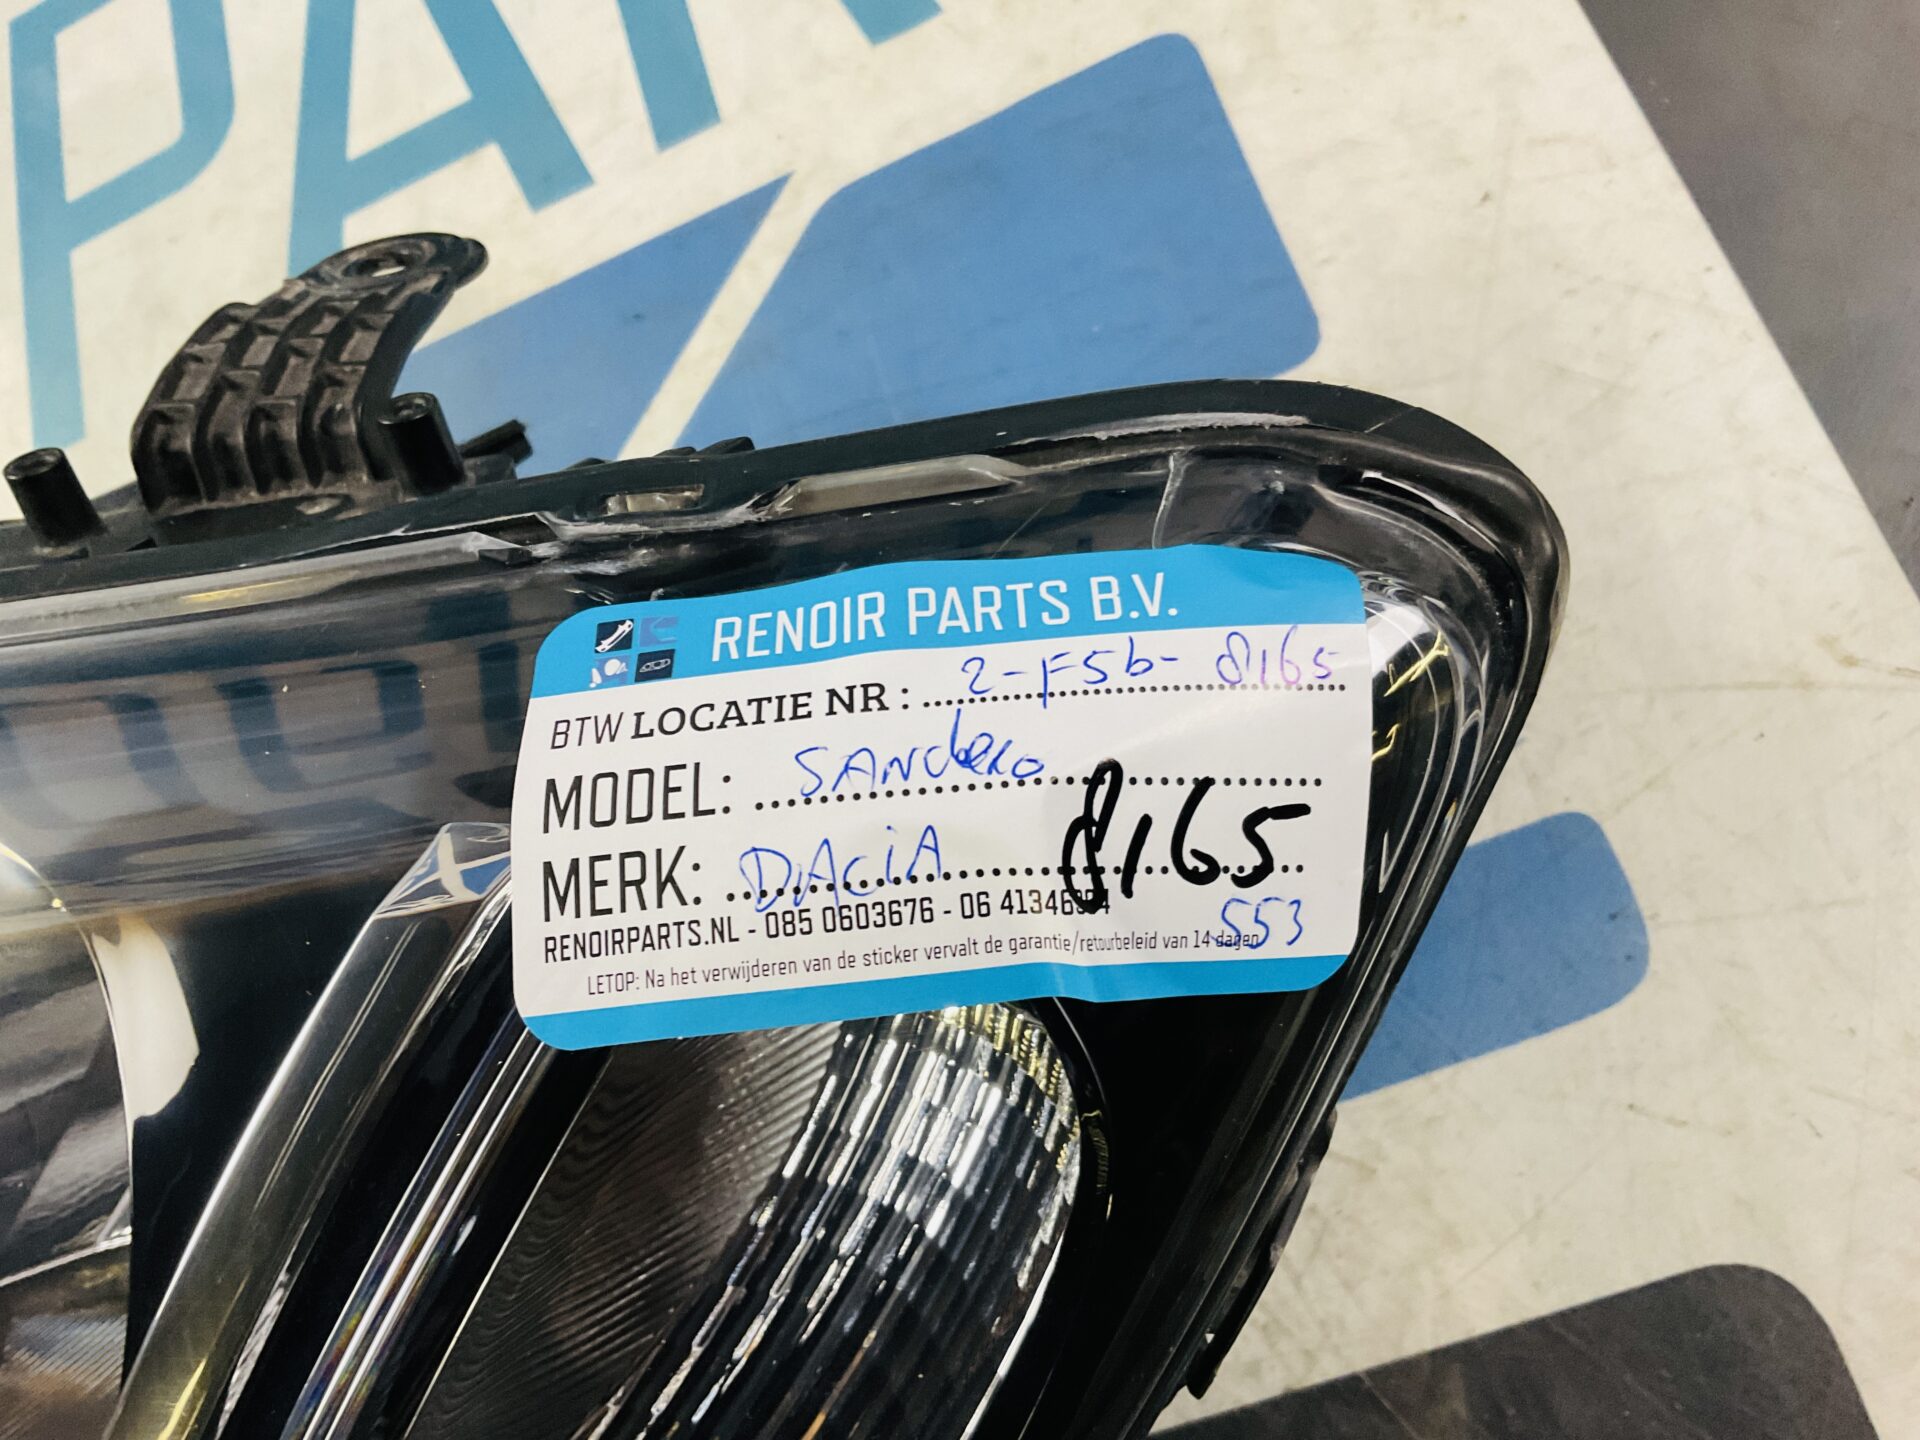 PAR
RENOIR PARTS B.V.
BTW LOCATIE NR : 2-F5b- 8165
MODEL: SANdero
MERK: DACiA 8165
RENOIRPARTS.NL - 085 0603676 - 06
553
LETOP: Na het verwijderen van de sticker vervalt de garantie/retourbeleid van 14 dagen